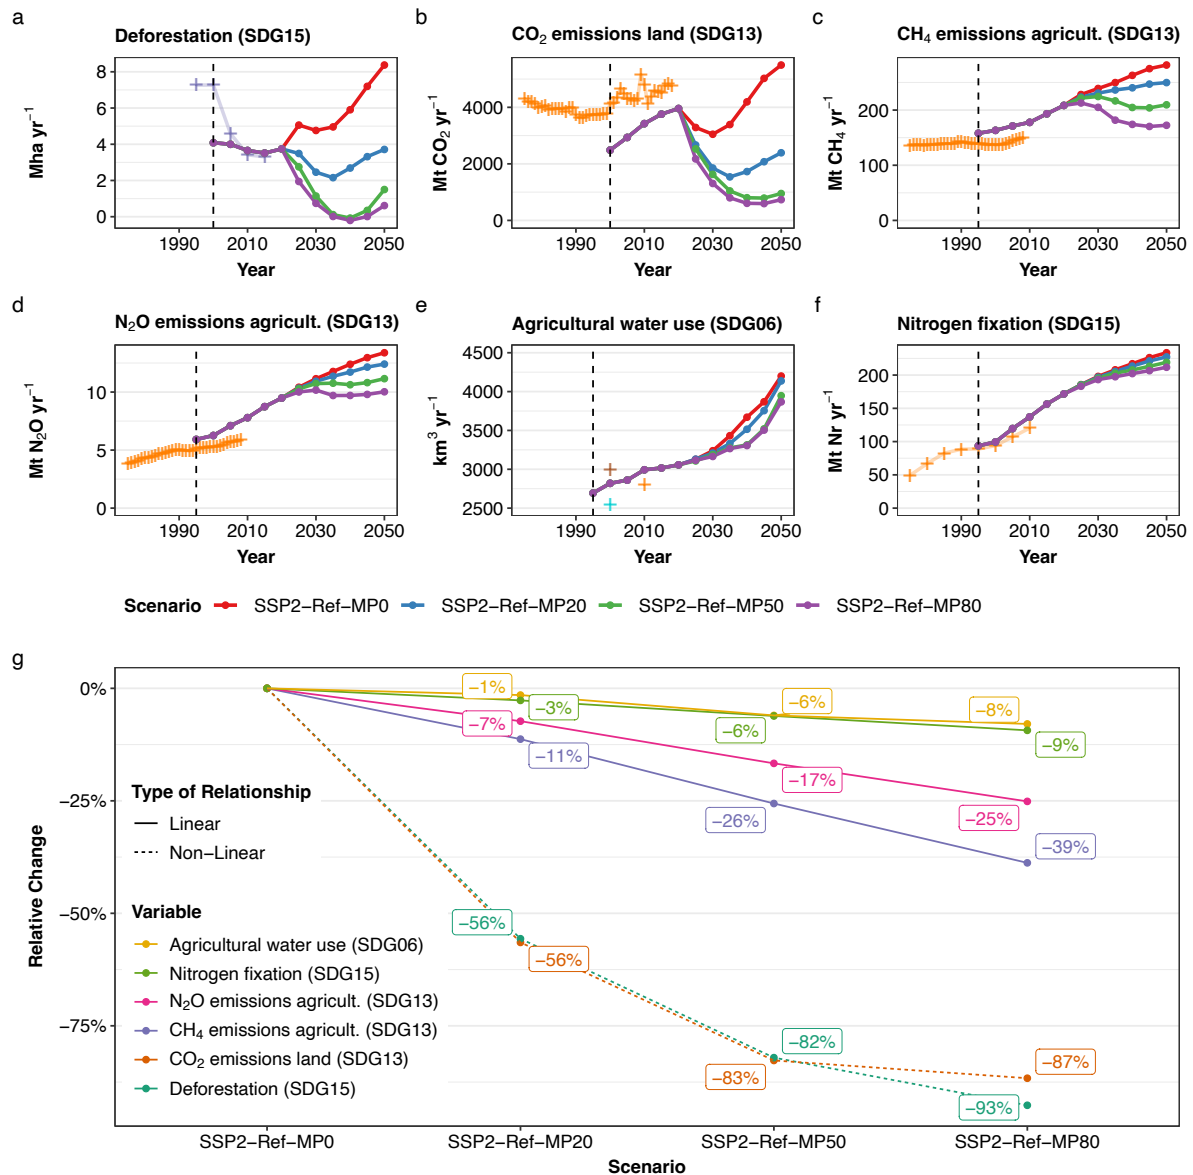 a
Deforestation (SDG15)
Mha yr⁻¹
8
6
4
2
0
1990
2010
2030
2050
Year
b
CO₂ emissions land (SDG13)
Mt CO₂ yr⁻¹
4000
2000
0
1990
2010
2030
2050
Year
c
CH₄ emissions agricult. (SDG13)
Mt CH₄ yr⁻¹
200
100
0
1990
2010
2030
2050
Year
d
N₂O emissions agricult. (SDG13)
Mt N₂O yr⁻¹
10
5
0
1990
2010
2030
2050
Year
e
Agricultural water use (SDG06)
km³ yr⁻¹
4500
4000
3500
3000
2500
1990
2010
2030
2050
Year
f
Nitrogen fixation (SDG15)
Mt Nr yr⁻¹
200
150
100
50
0
1990
2010
2030
2050
Year
Scenario SSP2−Ref−MP0 SSP2−Ref−MP20 SSP2−Ref−MP50 SSP2−Ref−MP80
g
Relative Change
0%
−25%
−50%
−75%
−1%
−3%
−7%
−11%
−56%
−56%
−6%
−6%
−17%
−26%
−82%
−83%
−8%
−9%
−25%
−39%
−87%
−93%
Type of Relationship
Linear
Non−Linear
Variable
Agricultural water use (SDG06)
Nitrogen fixation (SDG15)
N₂O emissions agricult. (SDG13)
CH₄ emissions agricult. (SDG13)
CO₂ emissions land (SDG13)
Deforestation (SDG15)
SSP2−Ref−MP0
SSP2−Ref−MP20
SSP2−Ref−MP50
SSP2−Ref−MP80
Scenario